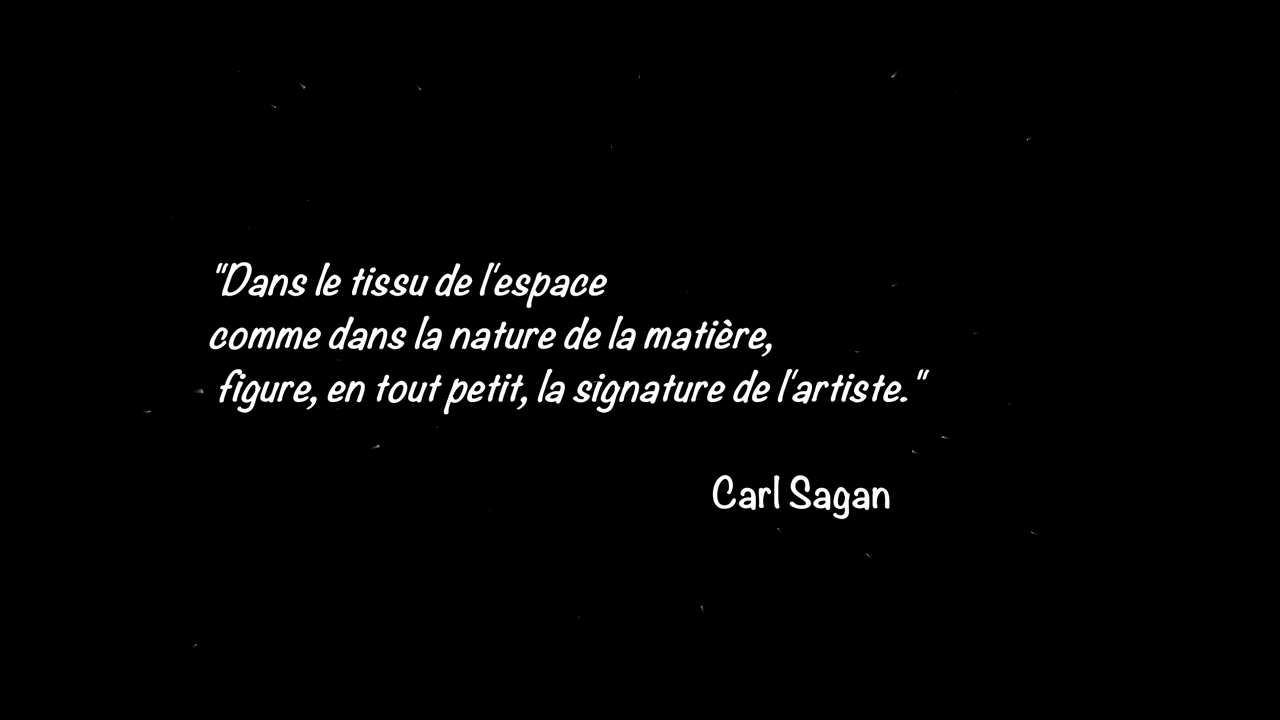 "Dans le tissu de l'espace
comme dans la nature de la matière,
figure, en tout petit, la signature de l'artiste."
Carl Sagan